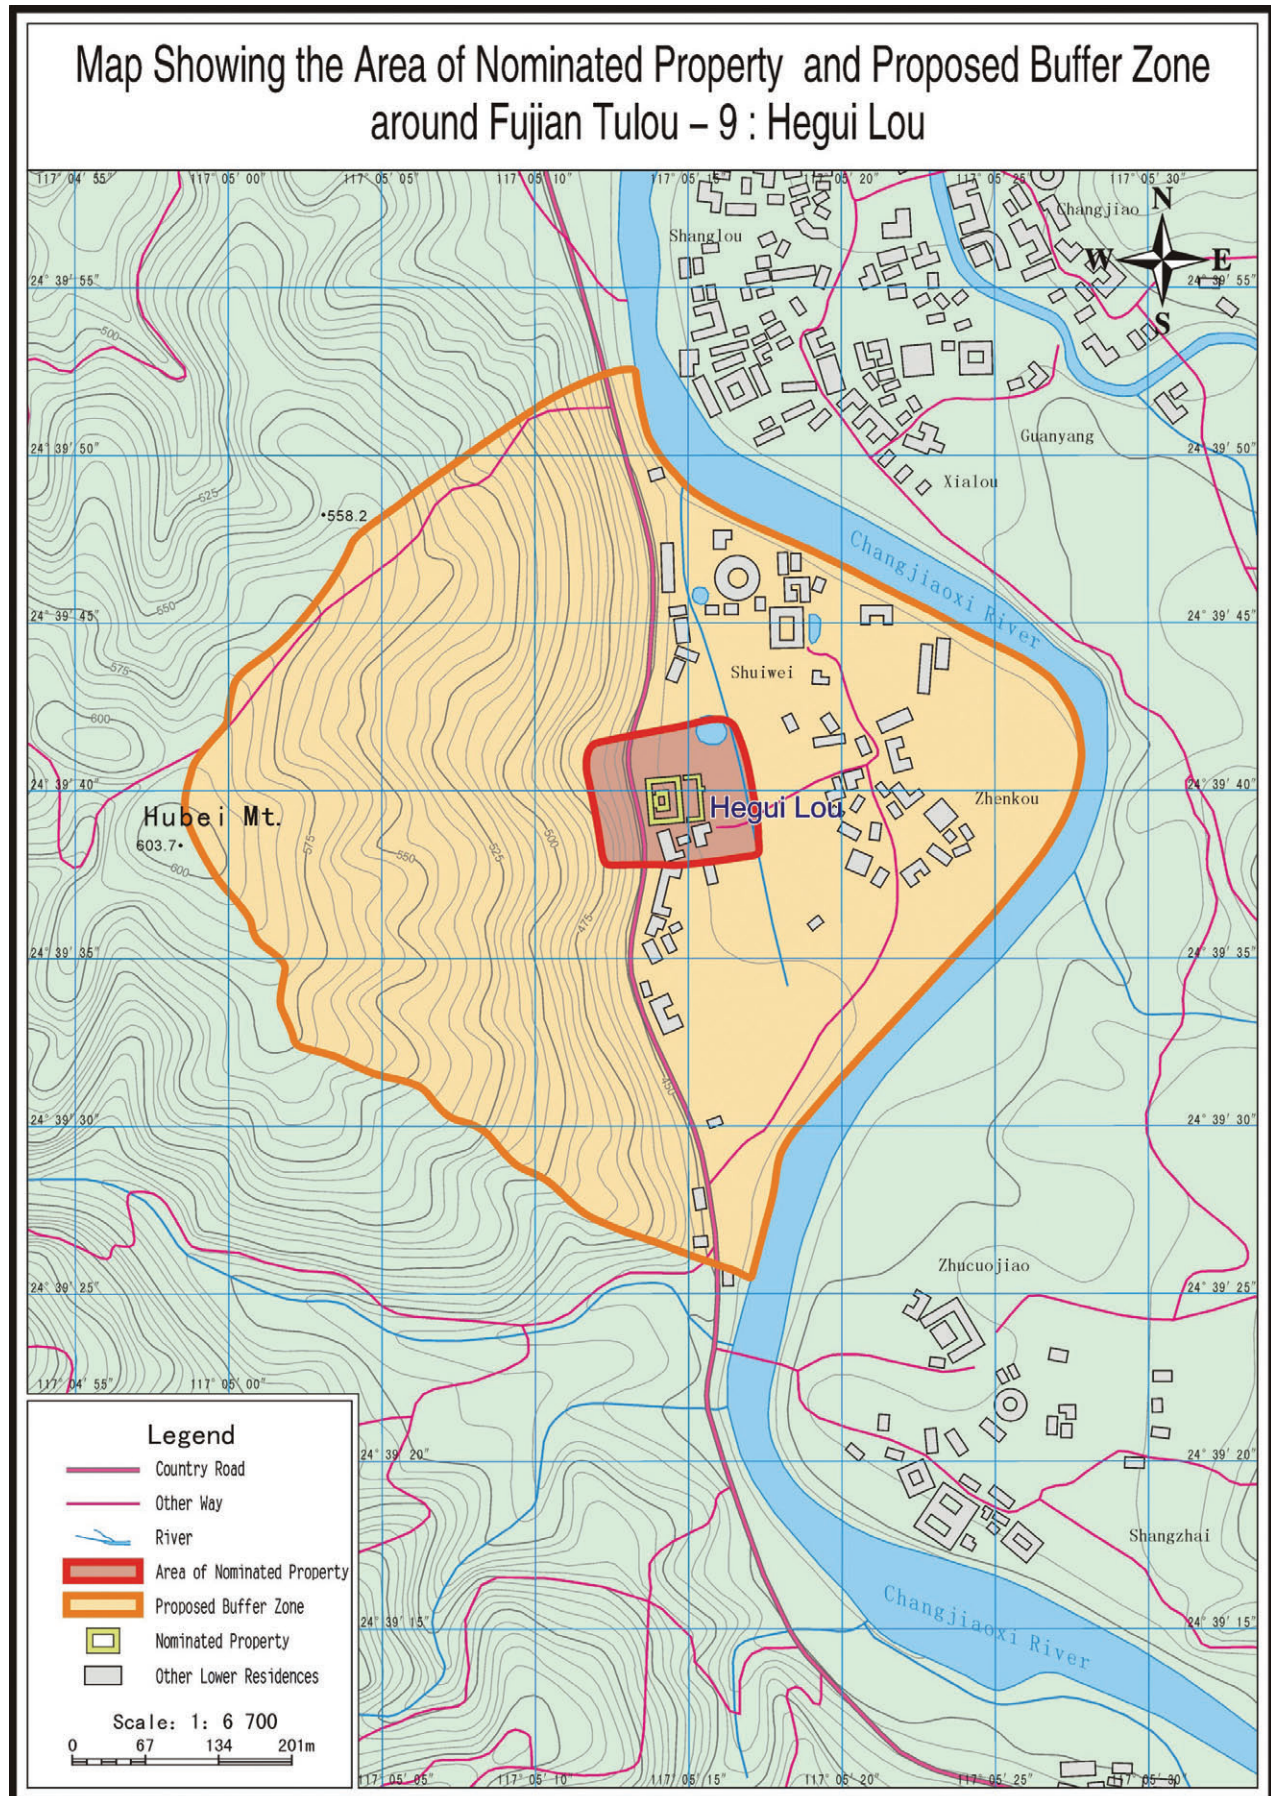 Map Showing the Area of Nominated Property and Proposed Buffer Zone
around Fujian Tulou – 9 : Hegui Lou
117° 04′ 55″
117° 05′ 00″
117° 05′ 05″
117° 05′ 10″
117° 05′ 15″
117° 05′ 20″
117° 05′ 25″
117° 05′ 30″
N
Changjiao
Shanglou
W
E
24° 39′ 55″
24° 39′ 55″
S
500
24° 39′ 50″
Guanyang
24° 39′ 50″
Xialou
525
558.2
Changjiaoxi River
550
24° 39′ 45″
24° 39′ 45″
575
Shuiwei
600
24° 39′ 40″
24° 39′ 40″
Zhenkou
Hegui Lou
Hubei Mt.
603.7
600
575
550
525
500
475
24° 39′ 35″
24° 39′ 35″
450
24° 39′ 30″
24° 39′ 30″
Zhucuojiao
24° 39′ 25″
24° 39′ 25″
117° 04′ 55″
117° 05′ 00″
Legend
Country Road
Other Way
River
Area of Nominated Property
Proposed Buffer Zone
Nominated Property
Other Lower Residences
Scale: 1: 6 700
0 67 134 201m
24° 39′ 20″
24° 39′ 20″
Shangzhai
24° 39′ 15″
24° 39′ 15″
Changjiaoxi River
117° 05′ 05″
117° 05′ 10″
117° 05′ 15″
117° 05′ 20″
117° 05′ 25″
117° 05′ 30″